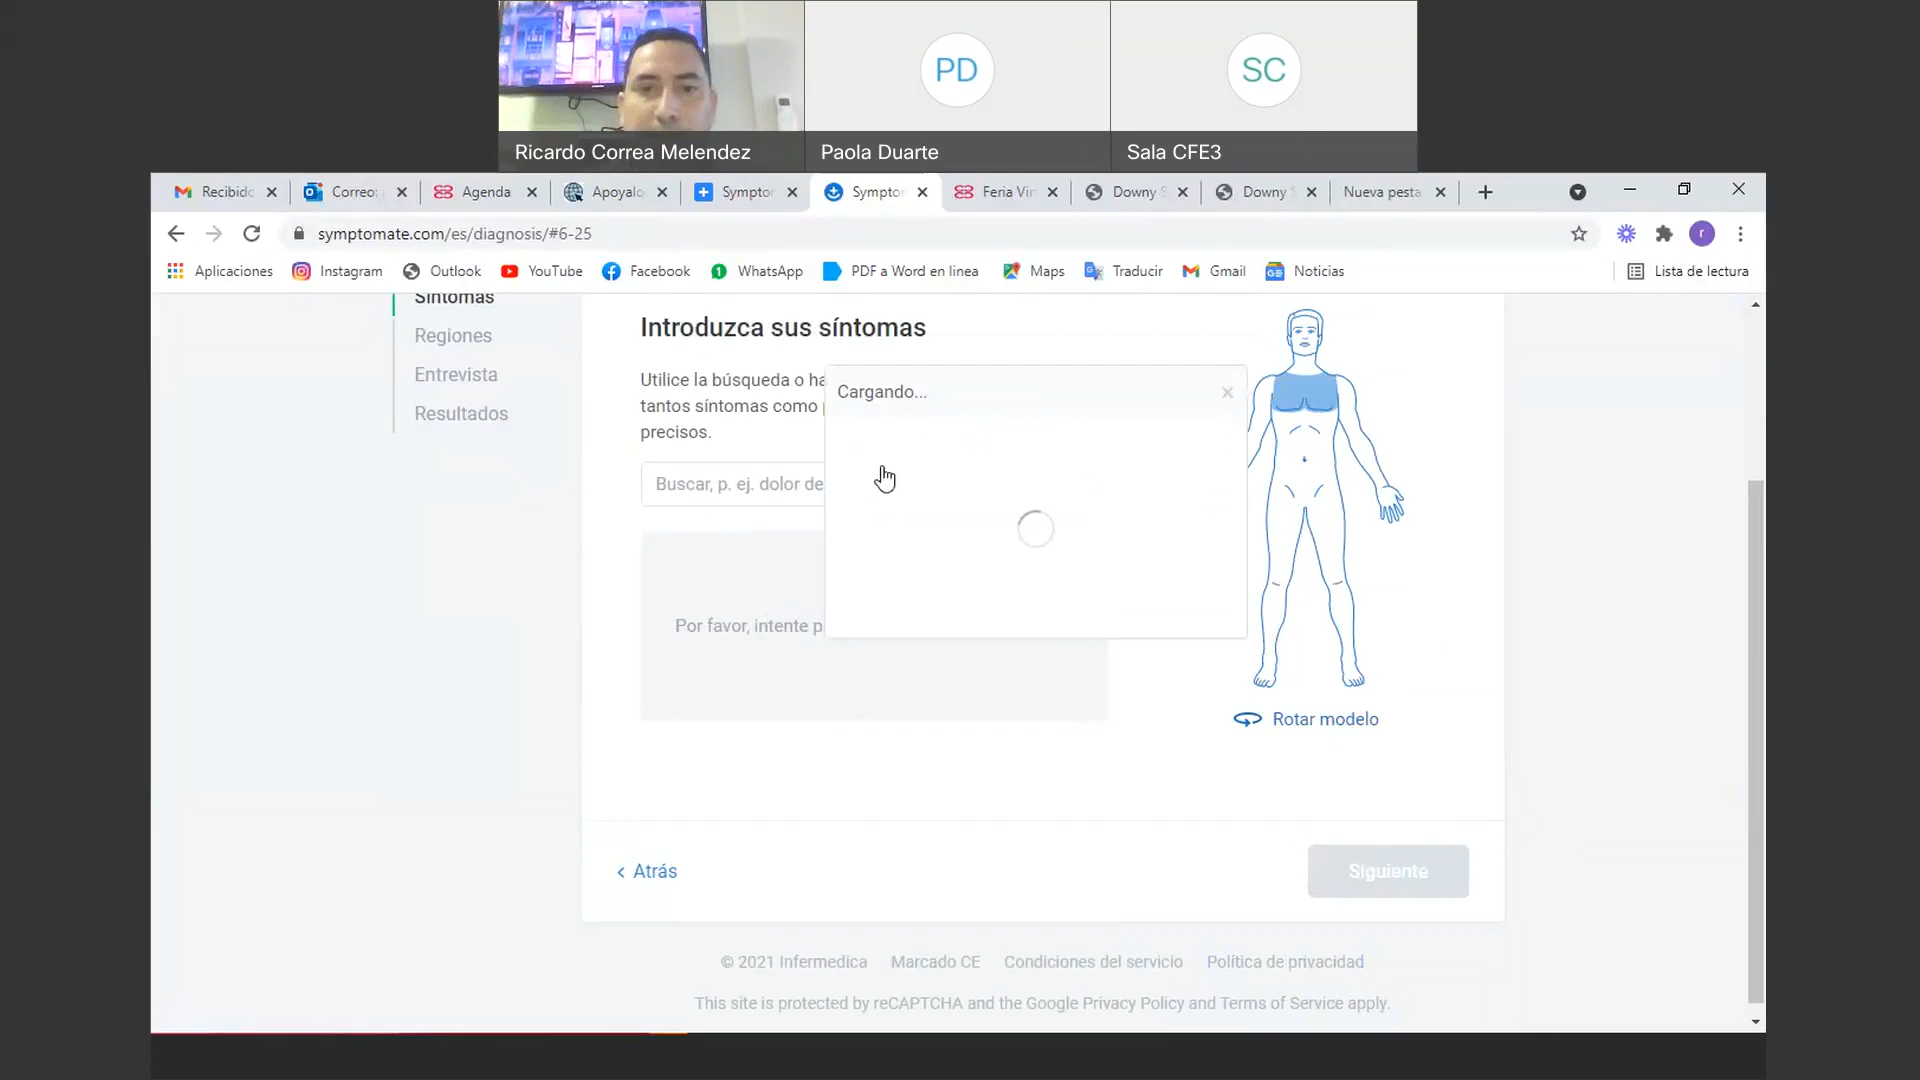 PD
SC
Ricardo Correa Melendez
Paola Duarte
Sala CFE3
Recibido
Correo:
Agenda
Apoyalo
Sympto
Sympto
Feria Vir
Downy S
Downy S
Nueva pesta
symptomate.com/es/diagnosis/#6-25
r
Aplicaciones
Instagram
Outlook
YouTube
Facebook
WhatsApp
PDF a Word en linea
Maps
Traducir
Gmail
Noticias
Lista de lectura
Síntomas
Regiones
Entrevista
Resultados
Introduzca sus síntomas
Utilice la búsqueda o ha
tantos síntomas como p
precisos.
Cargando...
Buscar, p. ej. dolor de
Por favor, intente p
Rotar modelo
Atrás
Siguiente
© 2021 Infermedica Marcado CE Condiciones del servicio Política de privacidad
This site is protected by reCAPTCHA and the Google Privacy Policy and Terms of Service apply.